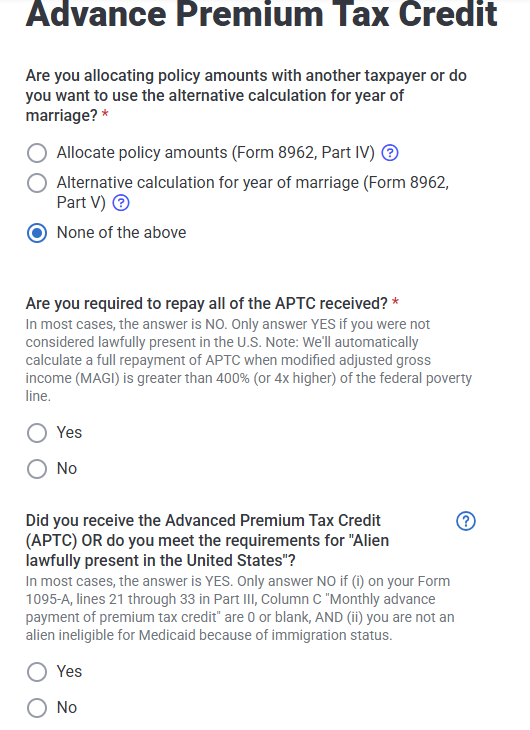 Advance Premium Tax Credit
Are you allocating policy amounts with another taxpayer or do
you want to use the alternative calculation for year of
marriage? *
Allocate policy amounts (Form 8962, Part IV) ?
Alternative calculation for year of marriage (Form 8962,
Part V) ?
None of the above
Are you required to repay all of the APTC received? *
In most cases, the answer is NO. Only answer YES if you were not
considered lawfully present in the U.S. Note: We'll automatically
calculate a full repayment of APTC when modified adjusted gross
income (MAGI) is greater than 400% (or 4x higher) of the federal poverty
line.
Yes
No
Did you receive the Advanced Premium Tax Credit ?
(APTC) OR do you meet the requirements for "Alien
lawfully present in the United States"?
In most cases, the answer is YES. Only answer NO if (i) on your Form
1095-A, lines 21 through 33 in Part III, Column C "Monthly advance
payment of premium tax credit" are 0 or blank, AND (ii) you are not an
alien ineligible for Medicaid because of immigration status.
Yes
No